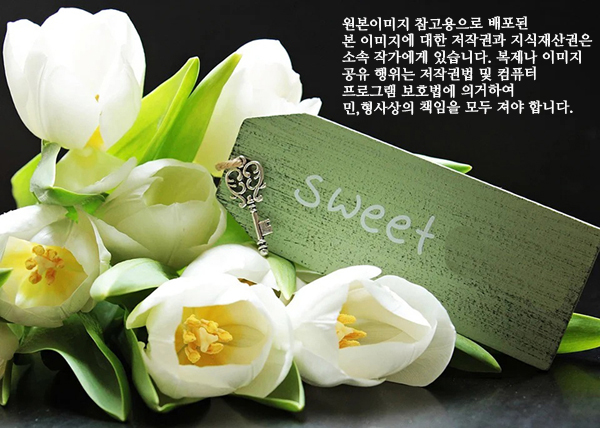 원본이미지 참고용으로 배포된
본 이미지에 대한 저작권과 지식재산권은
소속 작가에게 있습니다. 복제나 이미지
공유 행위는 저작권법 및 컴퓨터
프로그램 보호법에 의거하여
민,형사상의 책임을 모두 져야 합니다.
sweet